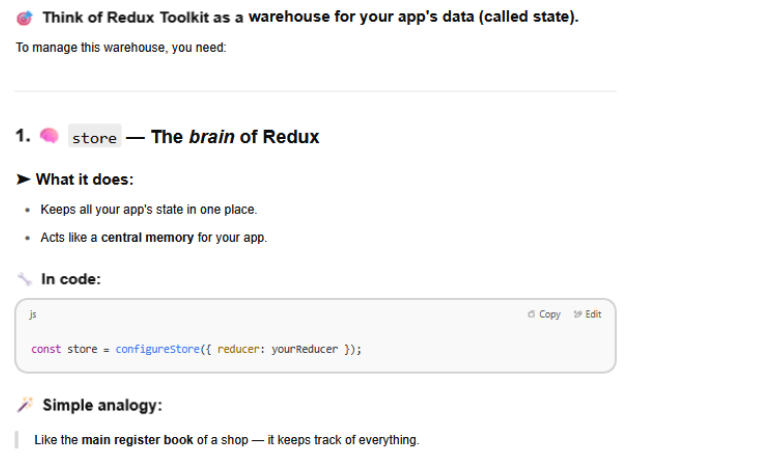 🎯 Think of Redux Toolkit as a warehouse for your app's data (called state).
To manage this warehouse, you need:
1. 🧠 store — The brain of Redux
➤ What it does:
• Keeps all your app's state in one place.
• Acts like a central memory for your app.
🔧 In code:
js Copy Edit
const store = configureStore({ reducer: yourReducer });
🪄 Simple analogy:
Like the main register book of a shop — it keeps track of everything.